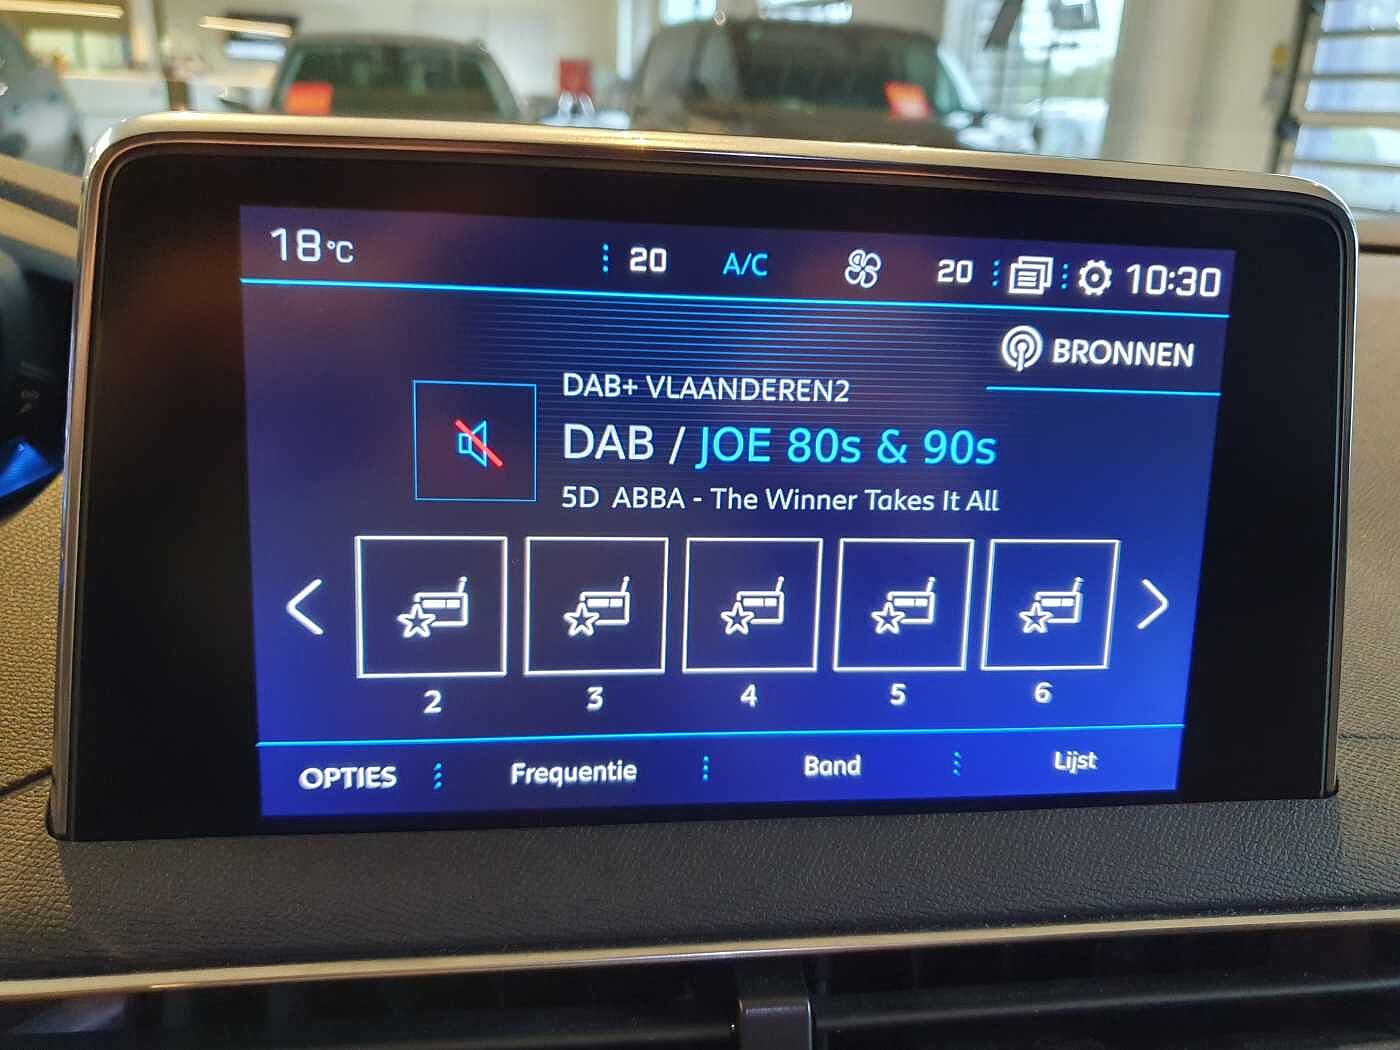 18°C 20 A/C 20 10:30
BRONNEN
DAB+ VLAANDEREN2
DAB / JOE 80s & 90s
5D ABBA - The Winner Takes It All
2 3 4 5 6
OPTIES Frequentie Band Lijst